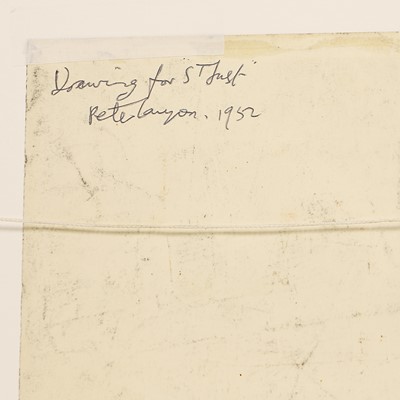 Drawing for "St Just"
Peter Lanyon. 1952